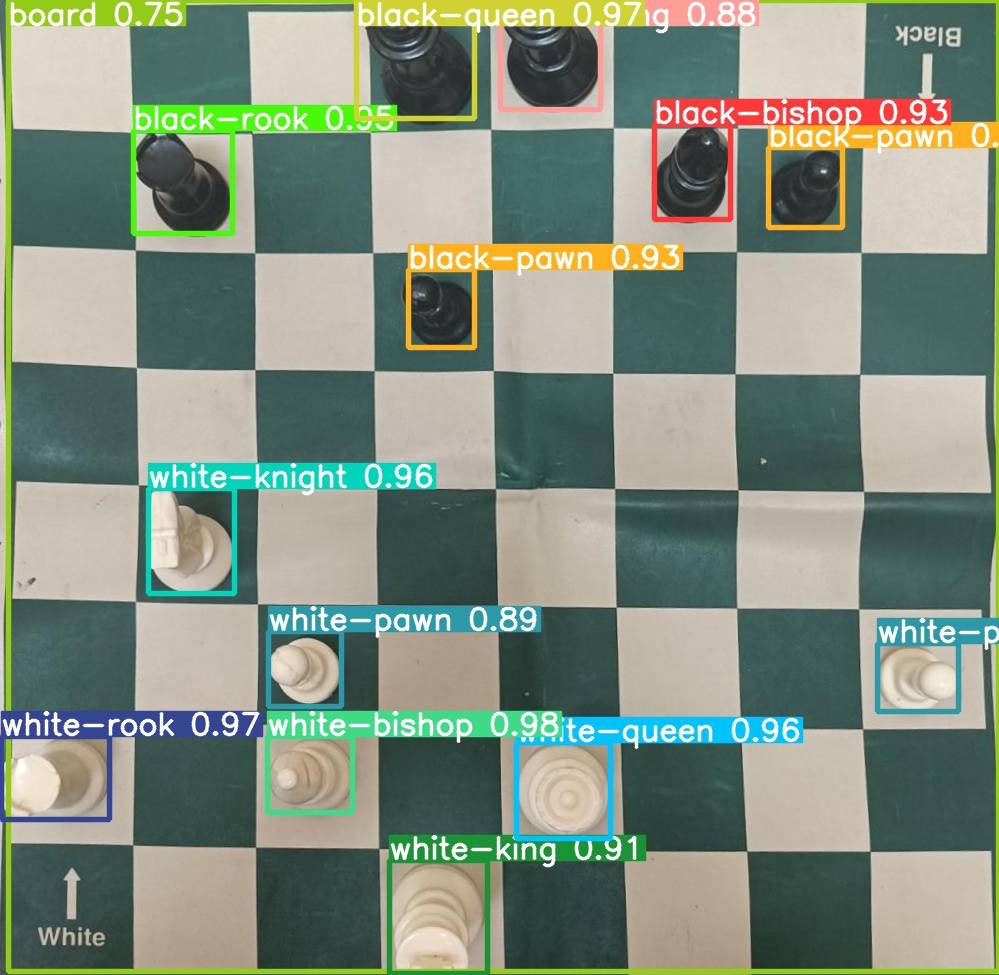 board 0.75
black-queen 0.97
g 0.88
Black
black-rook 0.95
black-bishop 0.93
black-pawn 0.
black-pawn 0.93
white-knight 0.96
white-pawn 0.89
white-p
white-rook 0.97
white-bishop 0.98
white-queen 0.96
white-king 0.91
White